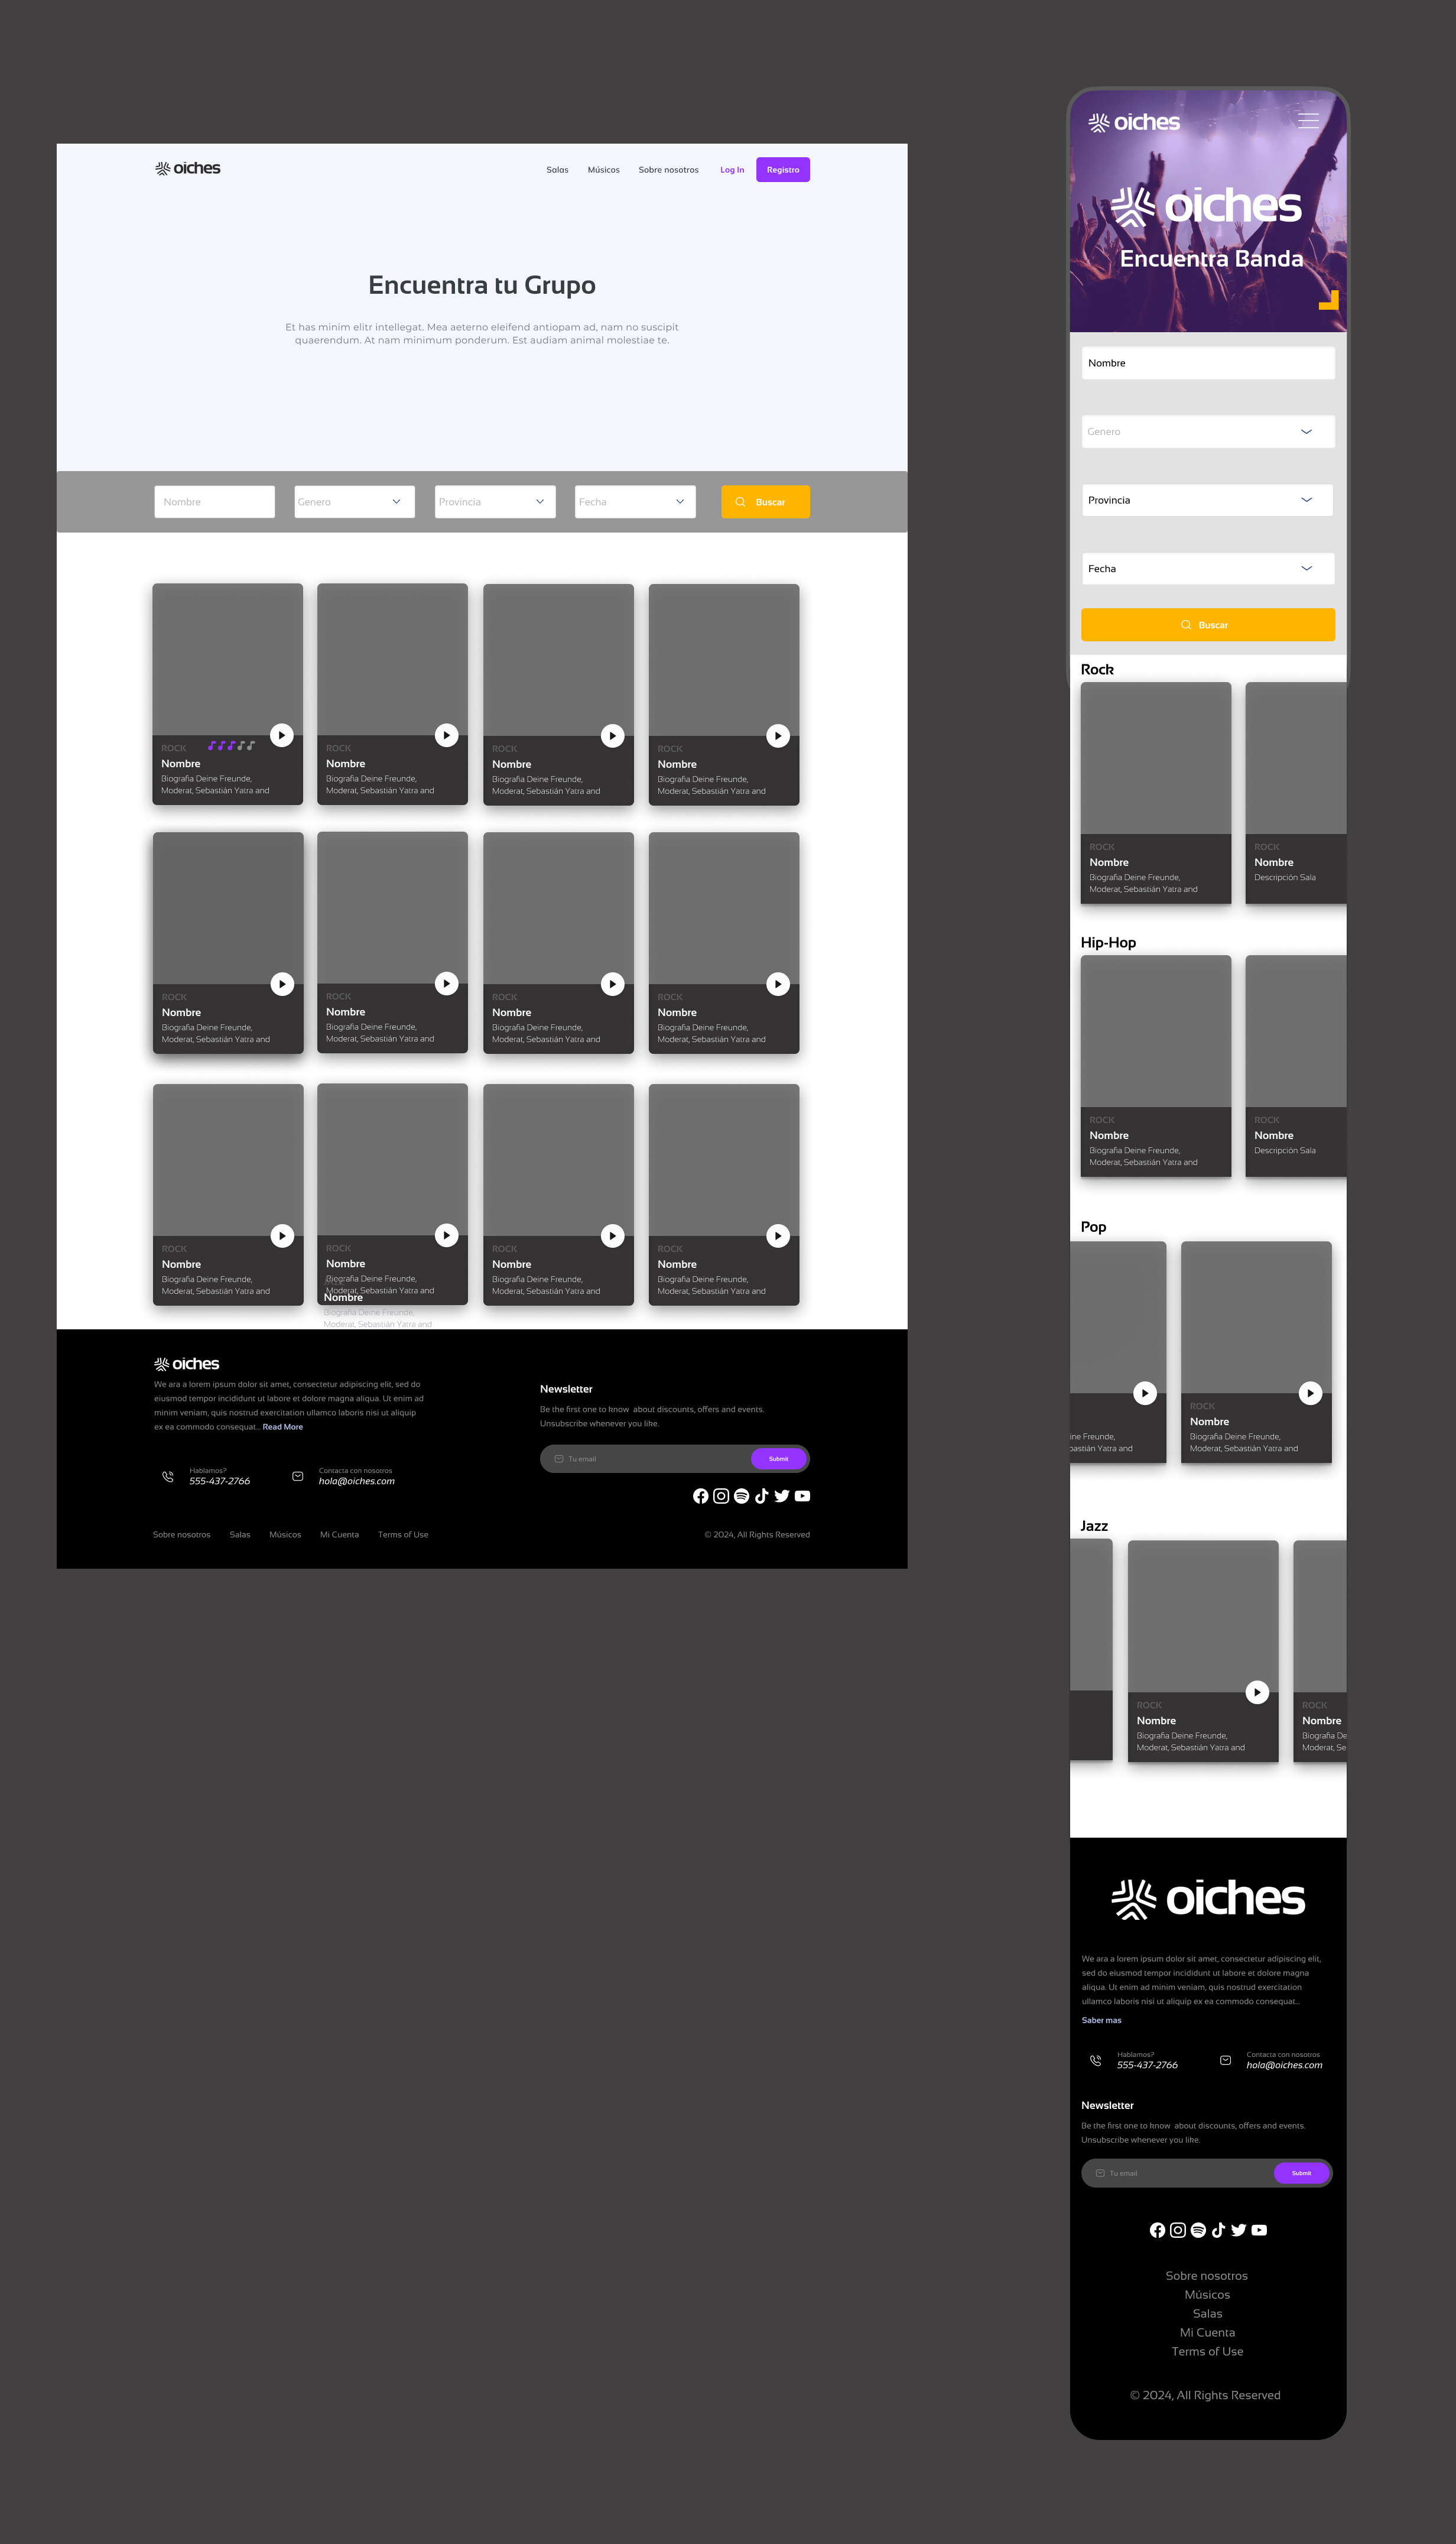 oiches
Salas Músicos Sobre nosotros Log In Registro
Encuentra tu Grupo
Et has minim elitr intellegat. Mea aeterno eleifend antiopam ad, nam no suscipit
quaerendum. At nam minimum ponderum. Est audiam animal molestiae te.
Nombre Genero Provincia Fecha Buscar
ROCK
Nombre
Biografia Deine Freunde,
Moderat, Sebastián Yatra and
ROCK
Nombre
Biografia Deine Freunde,
Moderat, Sebastián Yatra and
ROCK
Nombre
Biografia Deine Freunde,
Moderat, Sebastián Yatra and
ROCK
Nombre
Biografia Deine Freunde,
Moderat, Sebastián Yatra and
ROCK
Nombre
Biografia Deine Freunde,
Moderat, Sebastián Yatra and
ROCK
Nombre
Biografia Deine Freunde,
Moderat, Sebastián Yatra and
ROCK
Nombre
Biografia Deine Freunde,
Moderat, Sebastián Yatra and
ROCK
Nombre
Biografia Deine Freunde,
Moderat, Sebastián Yatra and
ROCK
Nombre
Biografia Deine Freunde,
Moderat, Sebastián Yatra and
ROCK
Nombre
Biografia Deine Freunde,
Moderat, Sebastián Yatra and
Nombre
Biografia Deine Freunde,
Moderat, Sebastián Yatra and
ROCK
Nombre
Biografia Deine Freunde,
Moderat, Sebastián Yatra and
ROCK
Nombre
Biografia Deine Freunde,
Moderat, Sebastián Yatra and
oiches
We ara a lorem ipsum dolor sit amet, consectetur adipiscing elit, sed do
eiusmod tempor incididunt ut labore et dolore magna aliqua. Ut enim ad
minim veniam, quis nostrud exercitation ullamco laboris nisi ut aliquip
ex ea commodo consequat... Read More
Hablamos?
555-437-2766
Contacta con nosotros
hola@oiches.com
Newsletter
Be the first one to know  about discounts, offers and events.
Unsubscribe whenever you like.
Tu email Submit
Sobre nosotros Salas Músicos Mi Cuenta Terms of Use
© 2024, All Rights Reserved
oiches
oiches
Encuentra Banda
Nombre
Genero
Provincia
Fecha
Buscar
Rock
ROCK
Nombre
Biografia Deine Freunde,
Moderat, Sebastián Yatra and
ROCK
Nombre
Descripción Sala
Hip-Hop
ROCK
Nombre
Biografia Deine Freunde,
Moderat, Sebastián Yatra and
ROCK
Nombre
Descripción Sala
Pop
ine Freunde,
bastián Yatra and
ROCK
Nombre
Biografia Deine Freunde,
Moderat, Sebastián Yatra and
Jazz
ROCK
Nombre
Biografia Deine Freunde,
Moderat, Sebastián Yatra and
ROCK
Nombre
Biografia De
Moderat, Se
oiches
We ara a lorem ipsum dolor sit amet, consectetur adipiscing elit,
sed do eiusmod tempor incididunt ut labore et dolore magna
aliqua. Ut enim ad minim veniam, quis nostrud exercitation
ullamco laboris nisi ut aliquip ex ea commodo consequat...
Saber mas
Hablamos?
555-437-2766
Contacta con nosotros
hola@oiches.com
Newsletter
Be the first one to know  about discounts, offers and events.
Unsubscribe whenever you like.
Tu email Submit
Sobre nosotros
Músicos
Salas
Mi Cuenta
Terms of Use
© 2024, All Rights Reserved